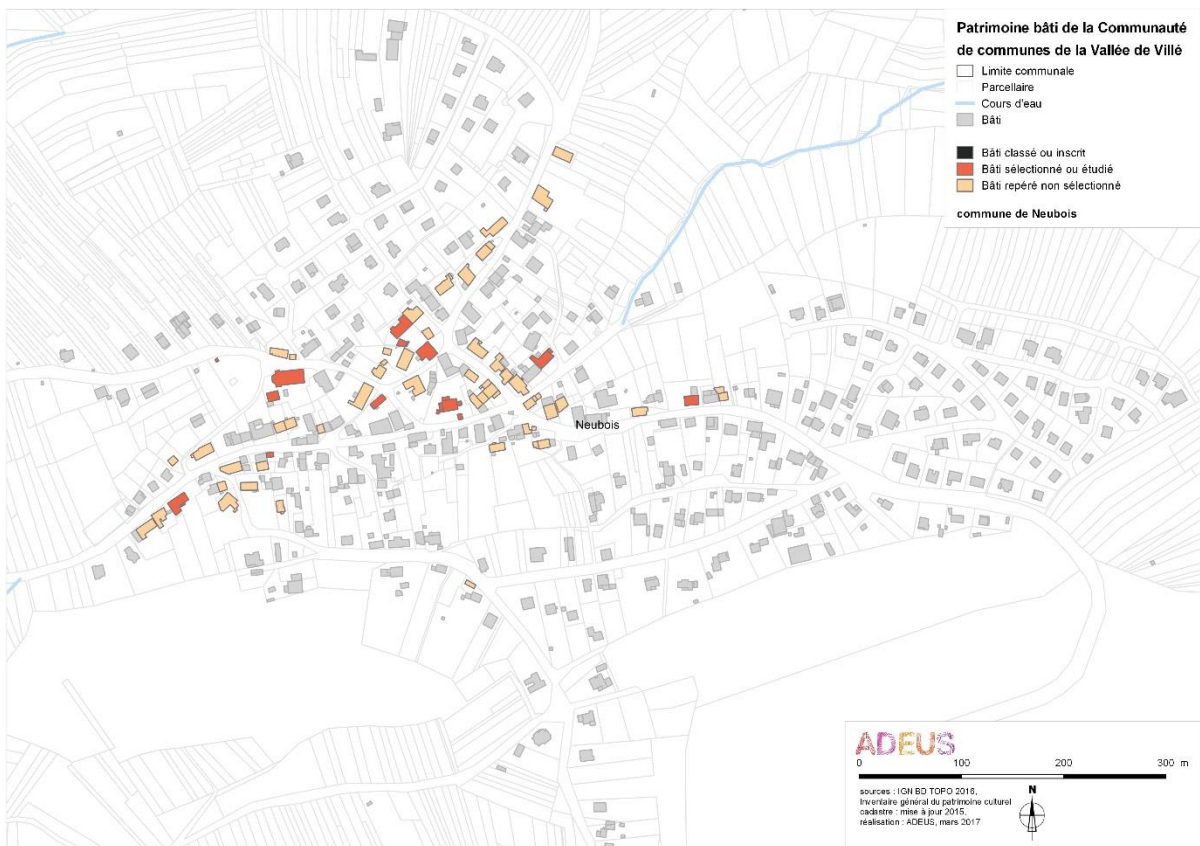 Patrimoine bâti de la Communauté
de communes de la Vallée de Villé
Limite communale
Parcellaire
Cours d'eau
Bâti
Bâti classé ou inscrit
Bâti sélectionné ou étudié
Bâti repéré non sélectionné
commune de Neubois
Neubois
ADEUS
0 100 200 300 m
sources : IGN BD TOPO 2016,
Inventaire général du patrimoine culturel
cadastre : mise à jour 2015,
réalisation : ADEUS, mars 2017
N